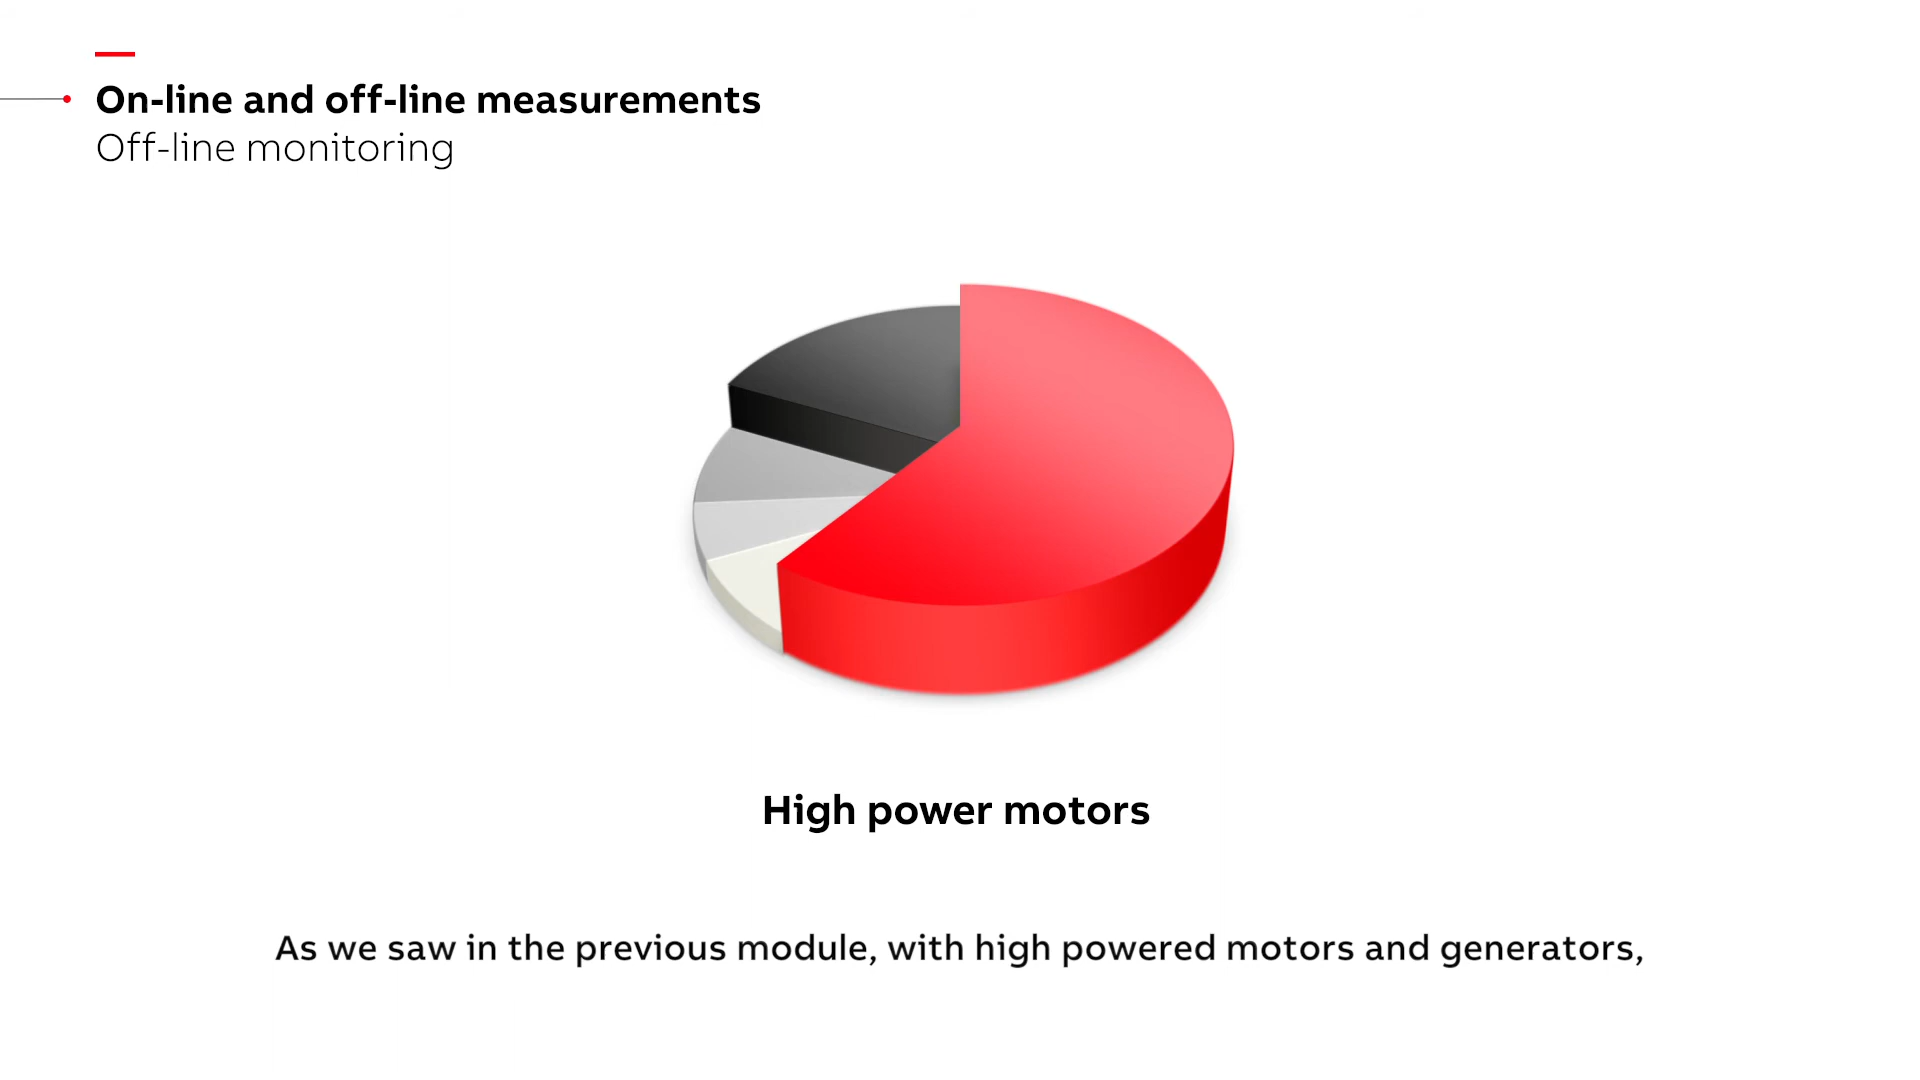 On-line and off-line measurements
Off-line monitoring
High power motors
As we saw in the previous module, with high powered motors and generators,